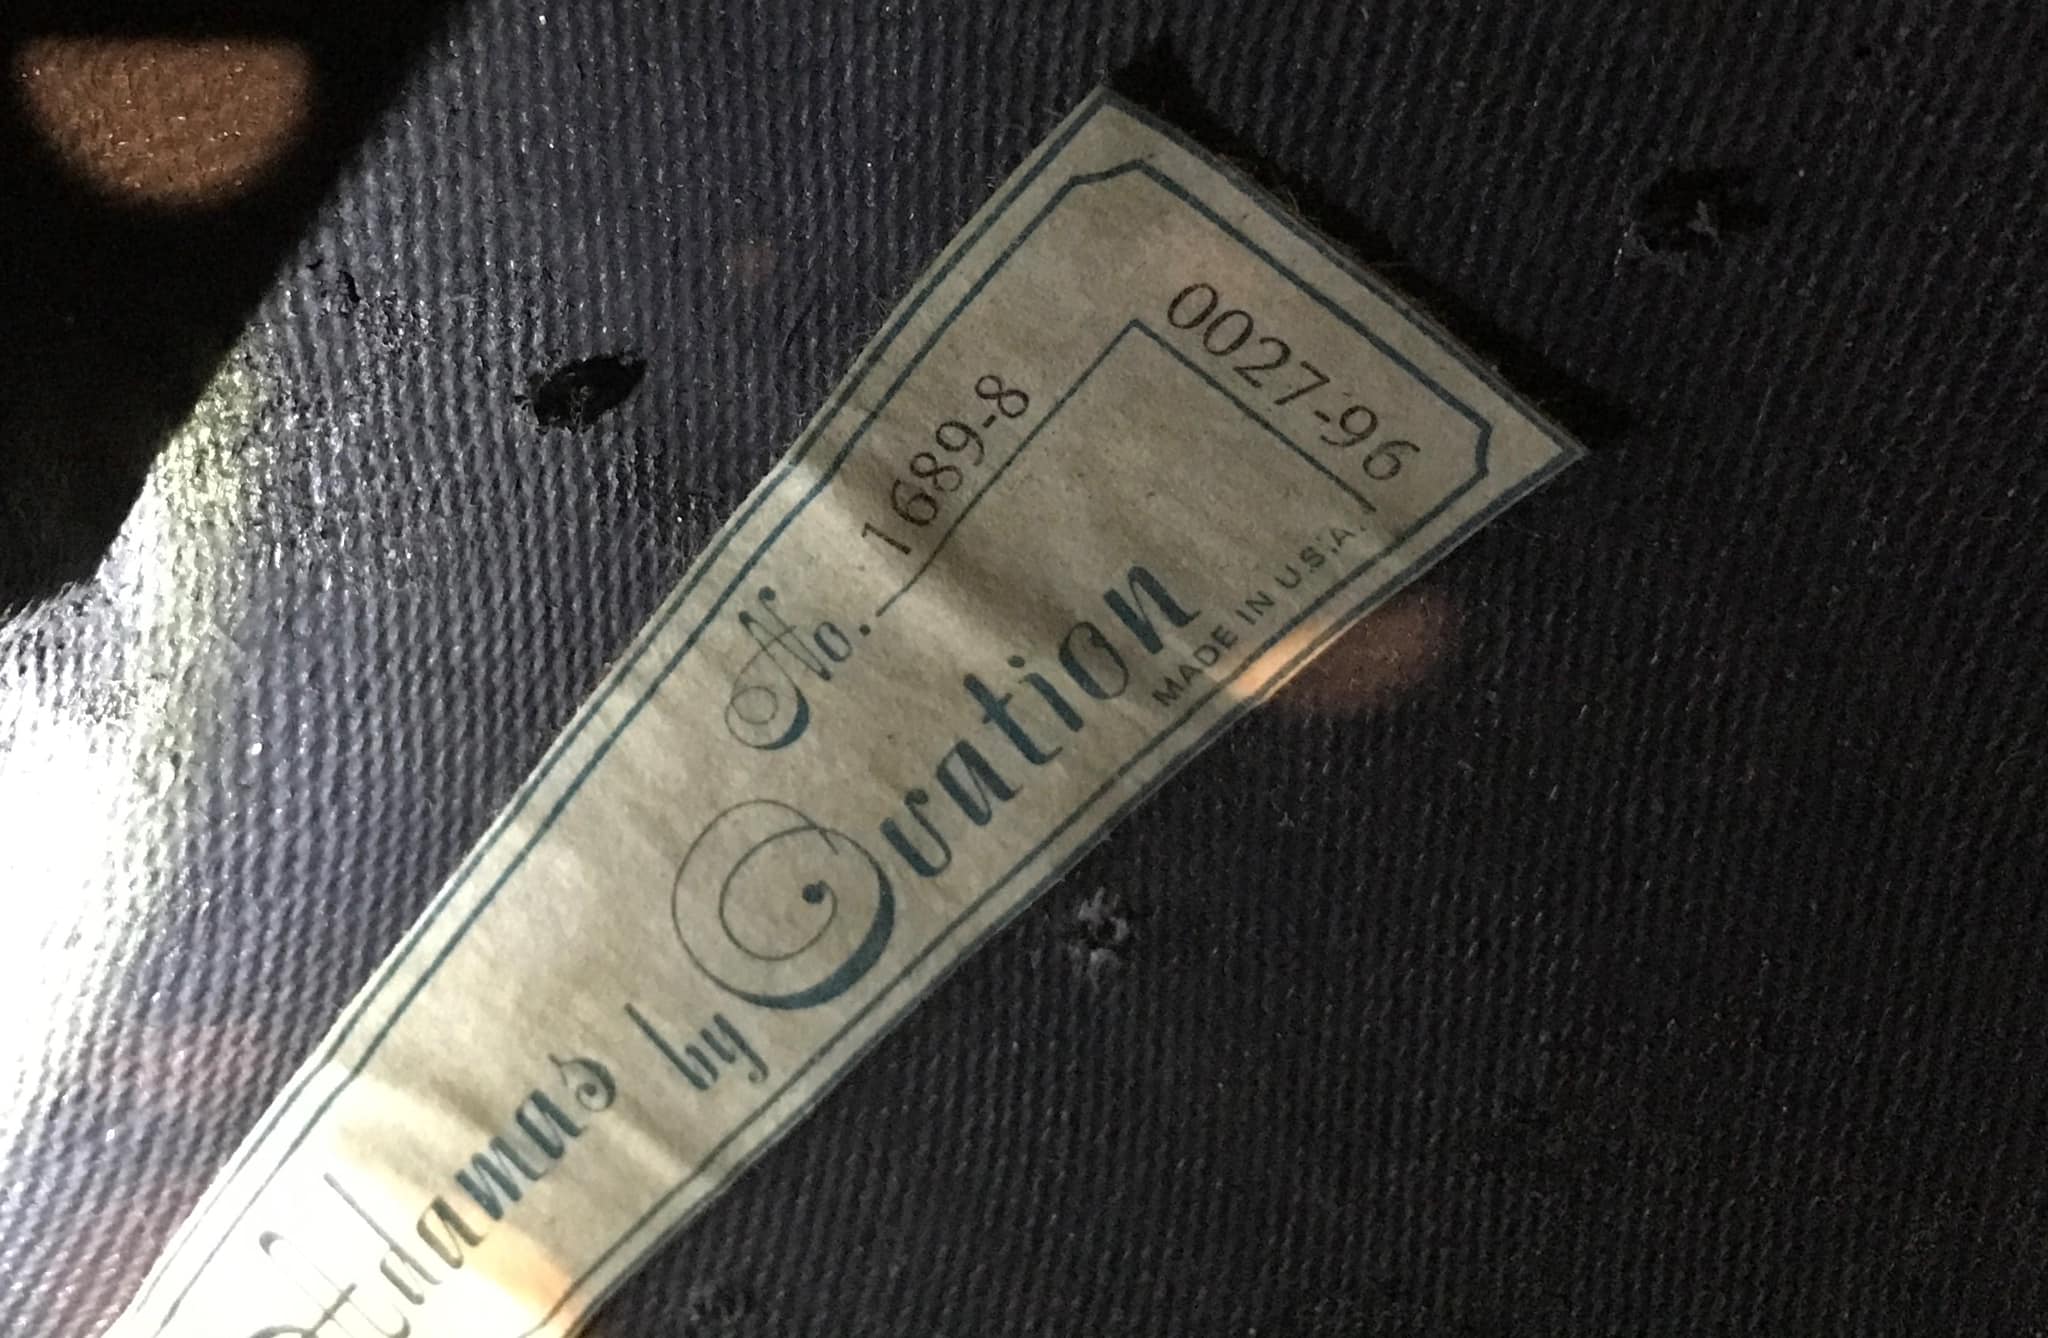 No. 1689-8
0027-96
Adamas by Ovation
MADE IN U.S.A.